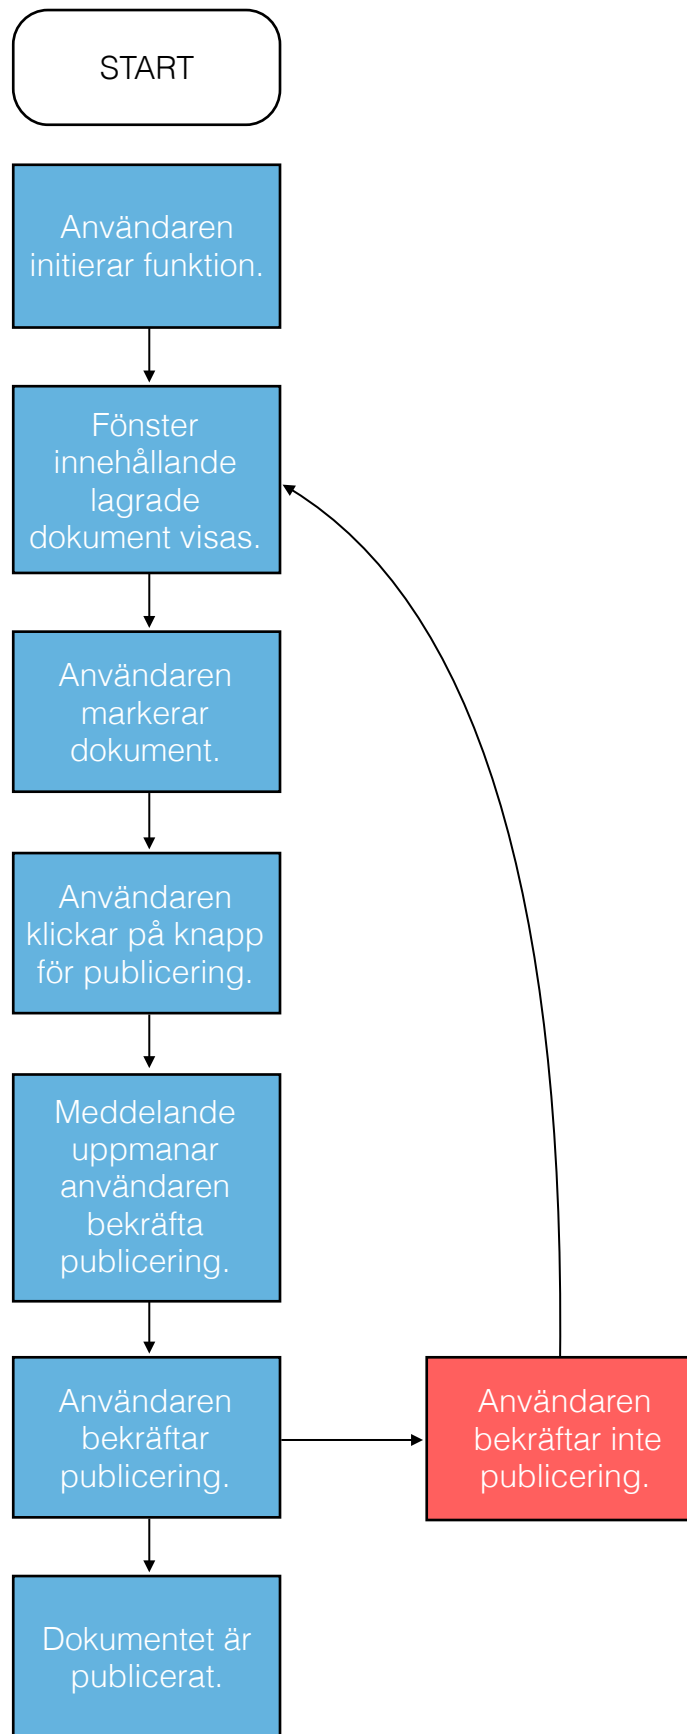 START
Användaren
initierar funktion.
Fönster
innehållande
lagrade
dokument visas.
Användaren
markerar
dokument.
Användaren
klickar på knapp
för publicering.
Meddelande
uppmanar
användaren
bekräfta
publicering.
Användaren
bekräftar
publicering.
Användaren
bekräftar inte
publicering.
Dokumentet är
publicerat.